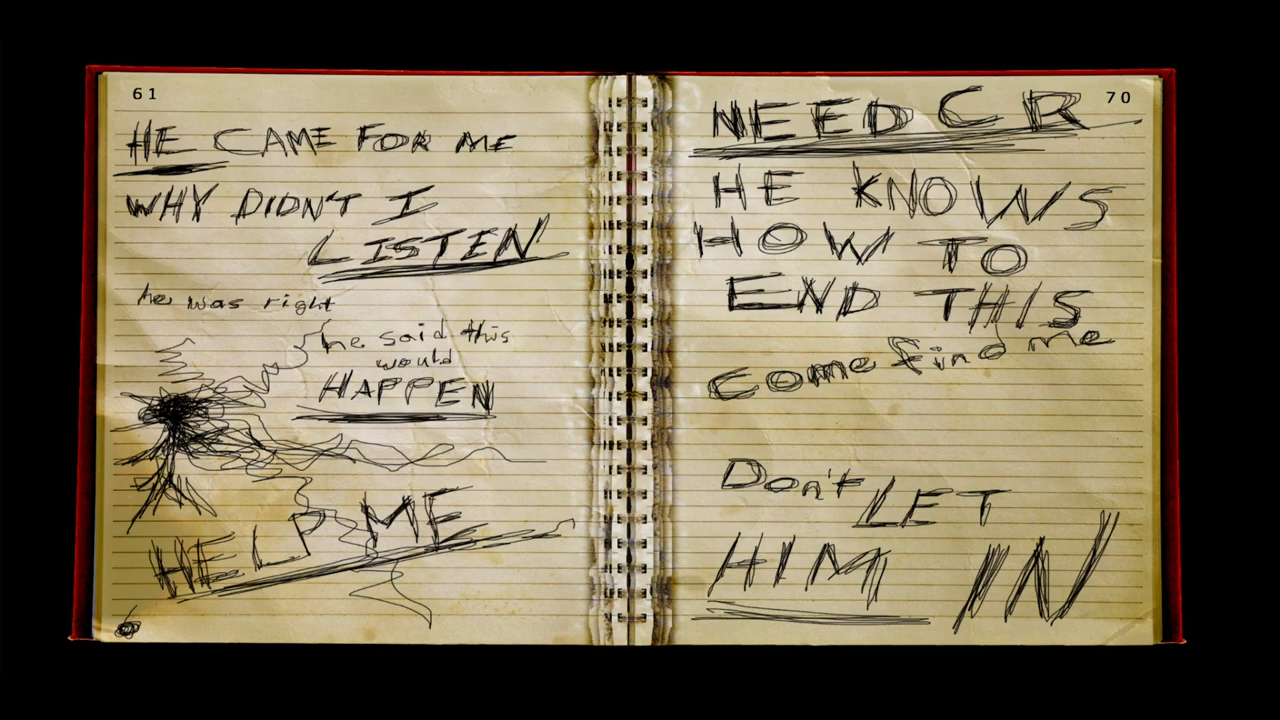 61
HE CAME FOR ME
WHY DIDN'T I
LISTEN
he was right
he said this
would
HAPPEN
HELP ME
70
NEED CR
HE KNOWS
HOW TO
END THIS
come find me
Don't LET
HIM IN